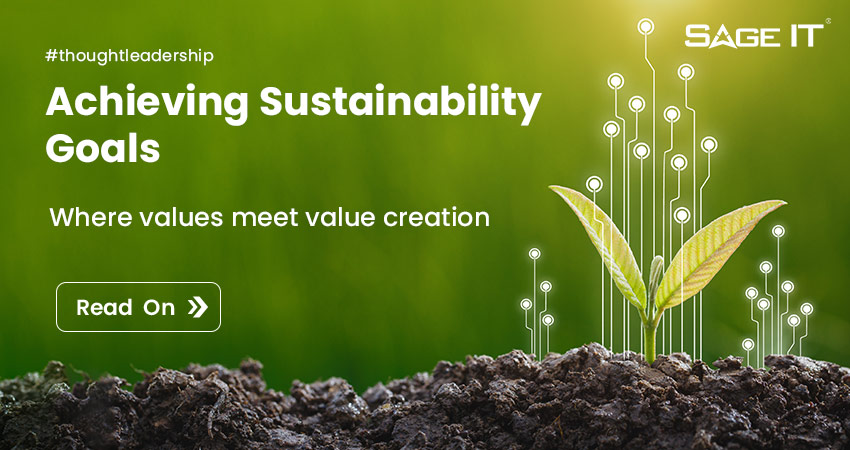 #thoughtleadership
SAGE IT®
Achieving Sustainability
Goals
Where values meet value creation
Read On